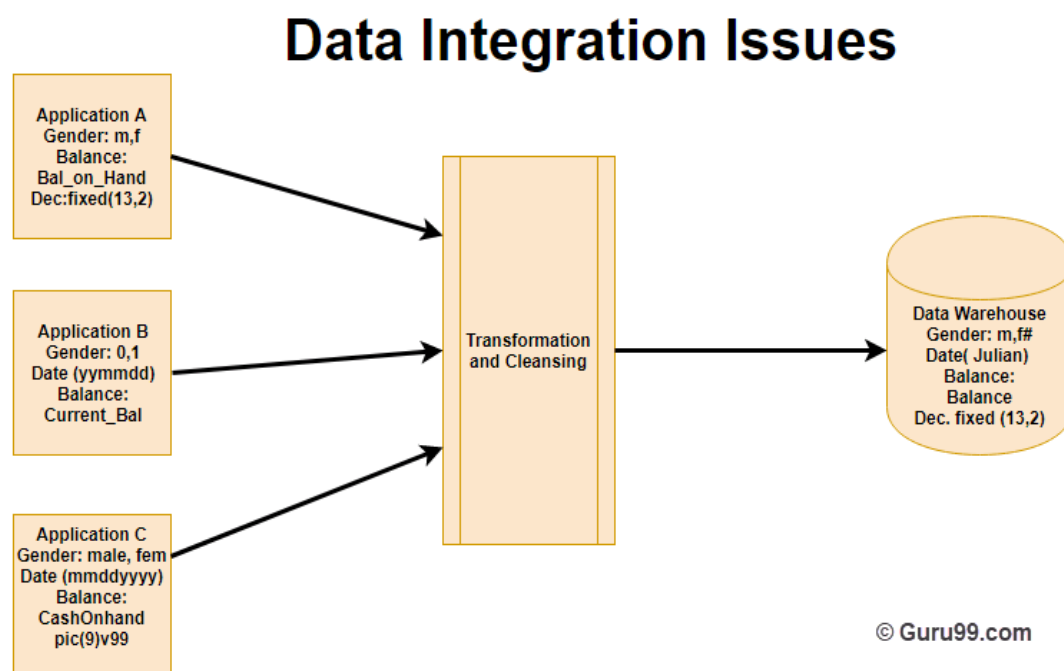 Data Integration Issues
Application A
Gender: m,f
Balance:
Bal_on_Hand
Dec:fixed(13,2)
Application B
Gender: 0,1
Date (yymmdd)
Balance:
Current_Bal
Application C
Gender: male, fem
Date (mmddyyyy)
Balance:
CashOnhand
pic(9)v99
Transformation
and Cleansing
Data Warehouse
Gender: m,f#
Date( Julian)
Balance:
Balance
Dec. fixed (13,2)
© Guru99.com